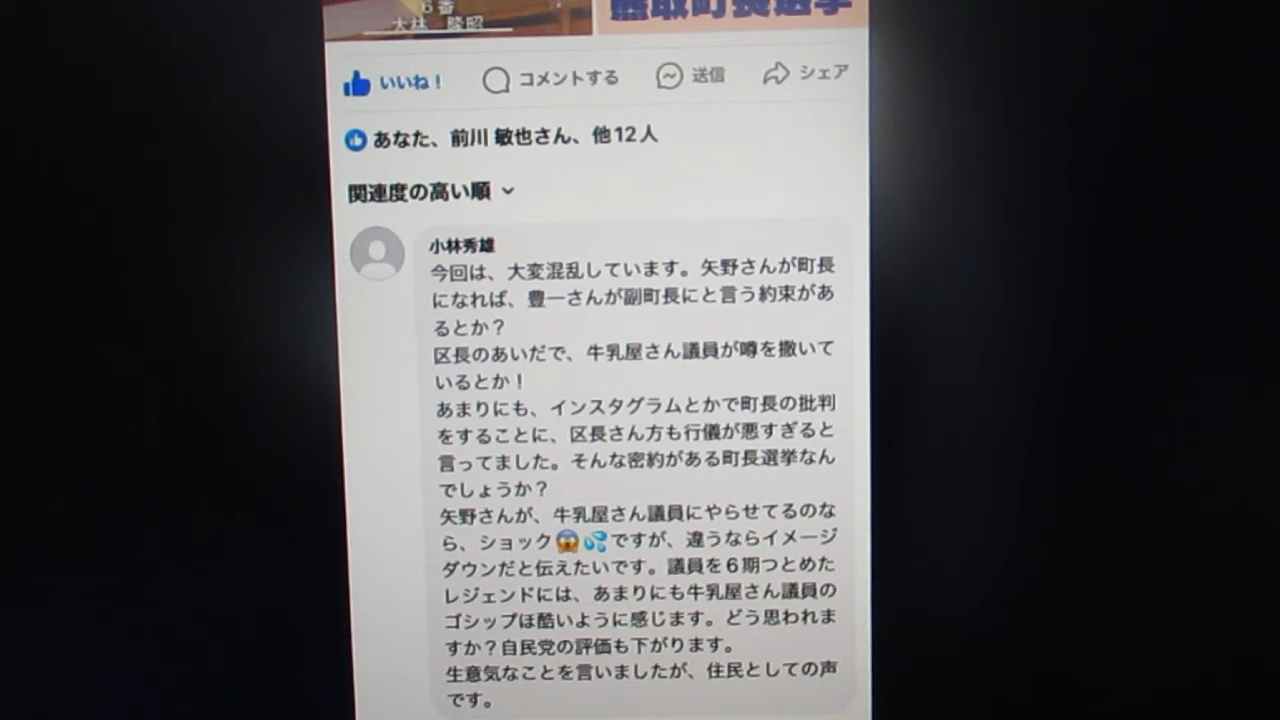 6番
大林 隆昭
熊取町長選挙
いいね！ コメントする 送信 シェア
あなた、前川 敏也さん、他12人
関連度の高い順
小林秀雄
今回は、大変混乱しています。矢野さんが町長
になれば、豊一さんが副町長にと言う約束があ
るとか？
区長のあいだで、牛乳屋さん議員が噂を撒いて
いるとか！
あまりにも、インスタグラムとかで町長の批判
をすることに、区長さん方も行儀が悪すぎると
言ってました。そんな密約がある町長選挙なん
でしょうか？
矢野さんが、牛乳屋さん議員にやらせてるのな
ら、ショック😱💦ですが、違うならイメージ
ダウンだと伝えたいです。議員を６期つとめた
レジェンドには、あまりにも牛乳屋さん議員の
ゴシップほ酷いように感じます。どう思われま
すか？自民党の評価も下がります。
生意気なことを言いましたが、住民としての声
です。